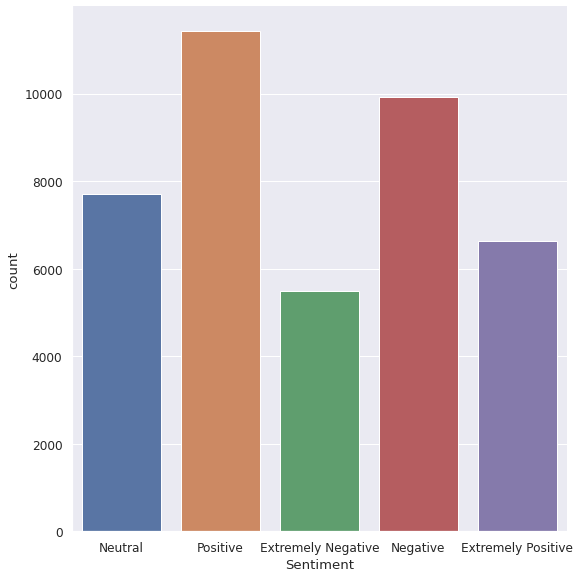 10000
8000
6000
4000
2000
0
count
Neutral Positive Extremely Negative Negative Extremely Positive
Sentiment